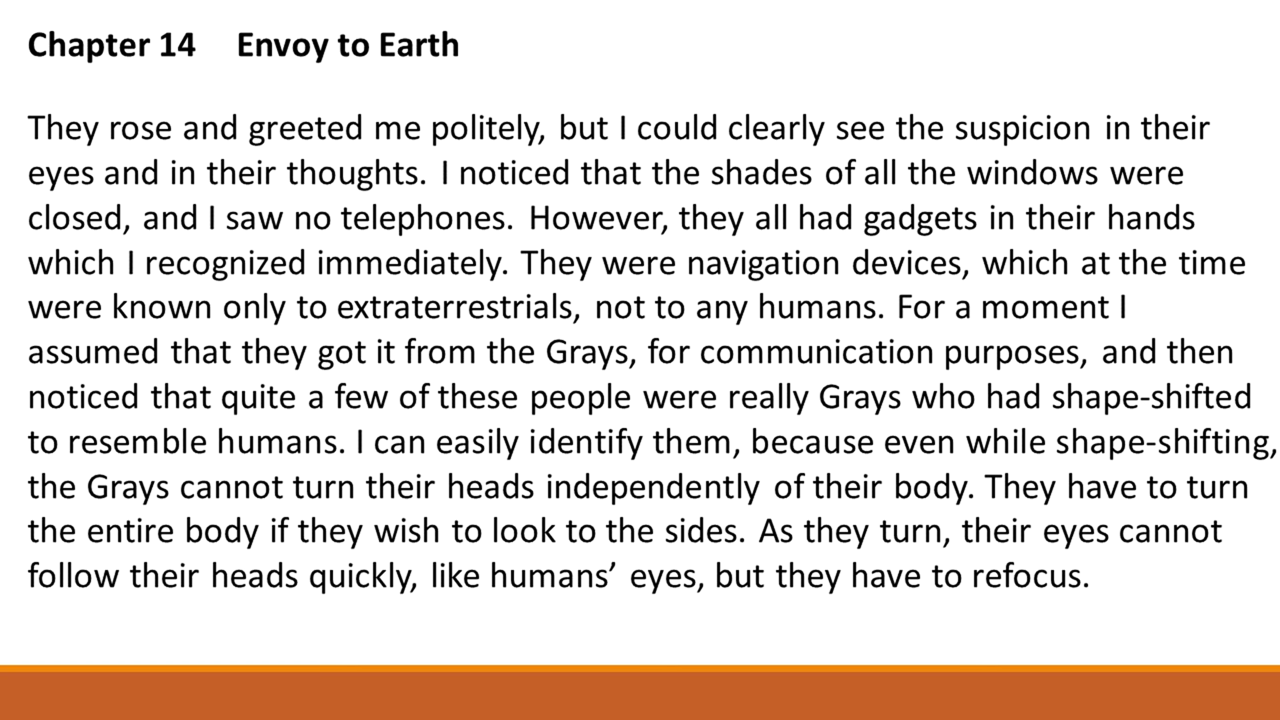 Chapter 14 Envoy to Earth
They rose and greeted me politely, but I could clearly see the suspicion in their
eyes and in their thoughts. I noticed that the shades of all the windows were
closed, and I saw no telephones. However, they all had gadgets in their hands
which I recognized immediately. They were navigation devices, which at the time
were known only to extraterrestrials, not to any humans. For a moment I
assumed that they got it from the Grays, for communication purposes, and then
noticed that quite a few of these people were really Grays who had shape-shifted
to resemble humans. I can easily identify them, because even while shape-shifting,
the Grays cannot turn their heads independently of their body. They have to turn
the entire body if they wish to look to the sides. As they turn, their eyes cannot
follow their heads quickly, like humans’ eyes, but they have to refocus.